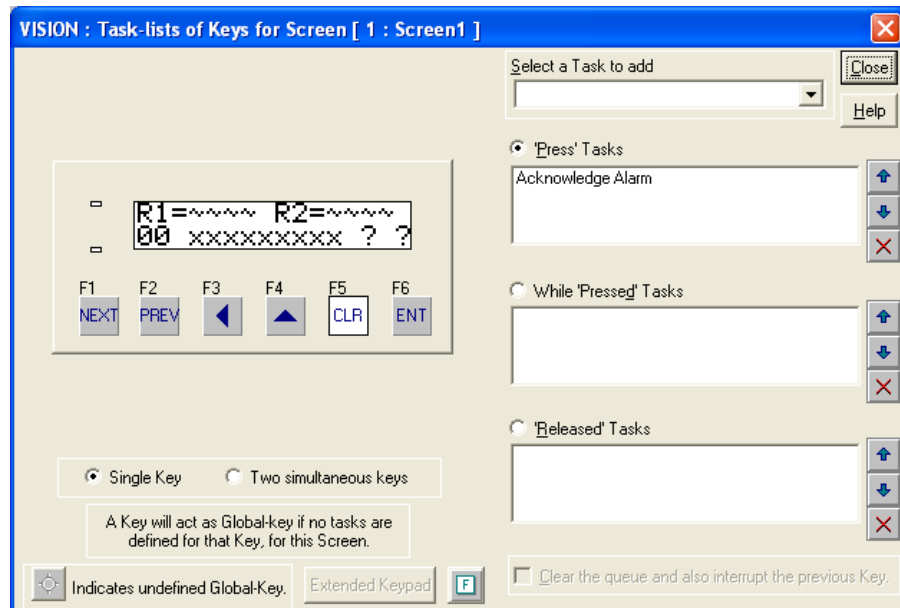 VISION : Task-lists of Keys for Screen [ 1 : Screen1 ]
Select a Task to add
Close
Help
'Press' Tasks
Acknowledge Alarm
R1=~~~~ R2=~~~~
00 xxxxxxxxx ? ?
F1 F2 F3 F4 F5 F6
NEXT PREV CLR ENT
While 'Pressed' Tasks
'Released' Tasks
Single Key Two simultaneous keys
A Key will act as Global-key if no tasks are
defined for that Key, for this Screen.
Indicates undefined Global-Key. Extended Keypad F
Clear the queue and also interrupt the previous Key.